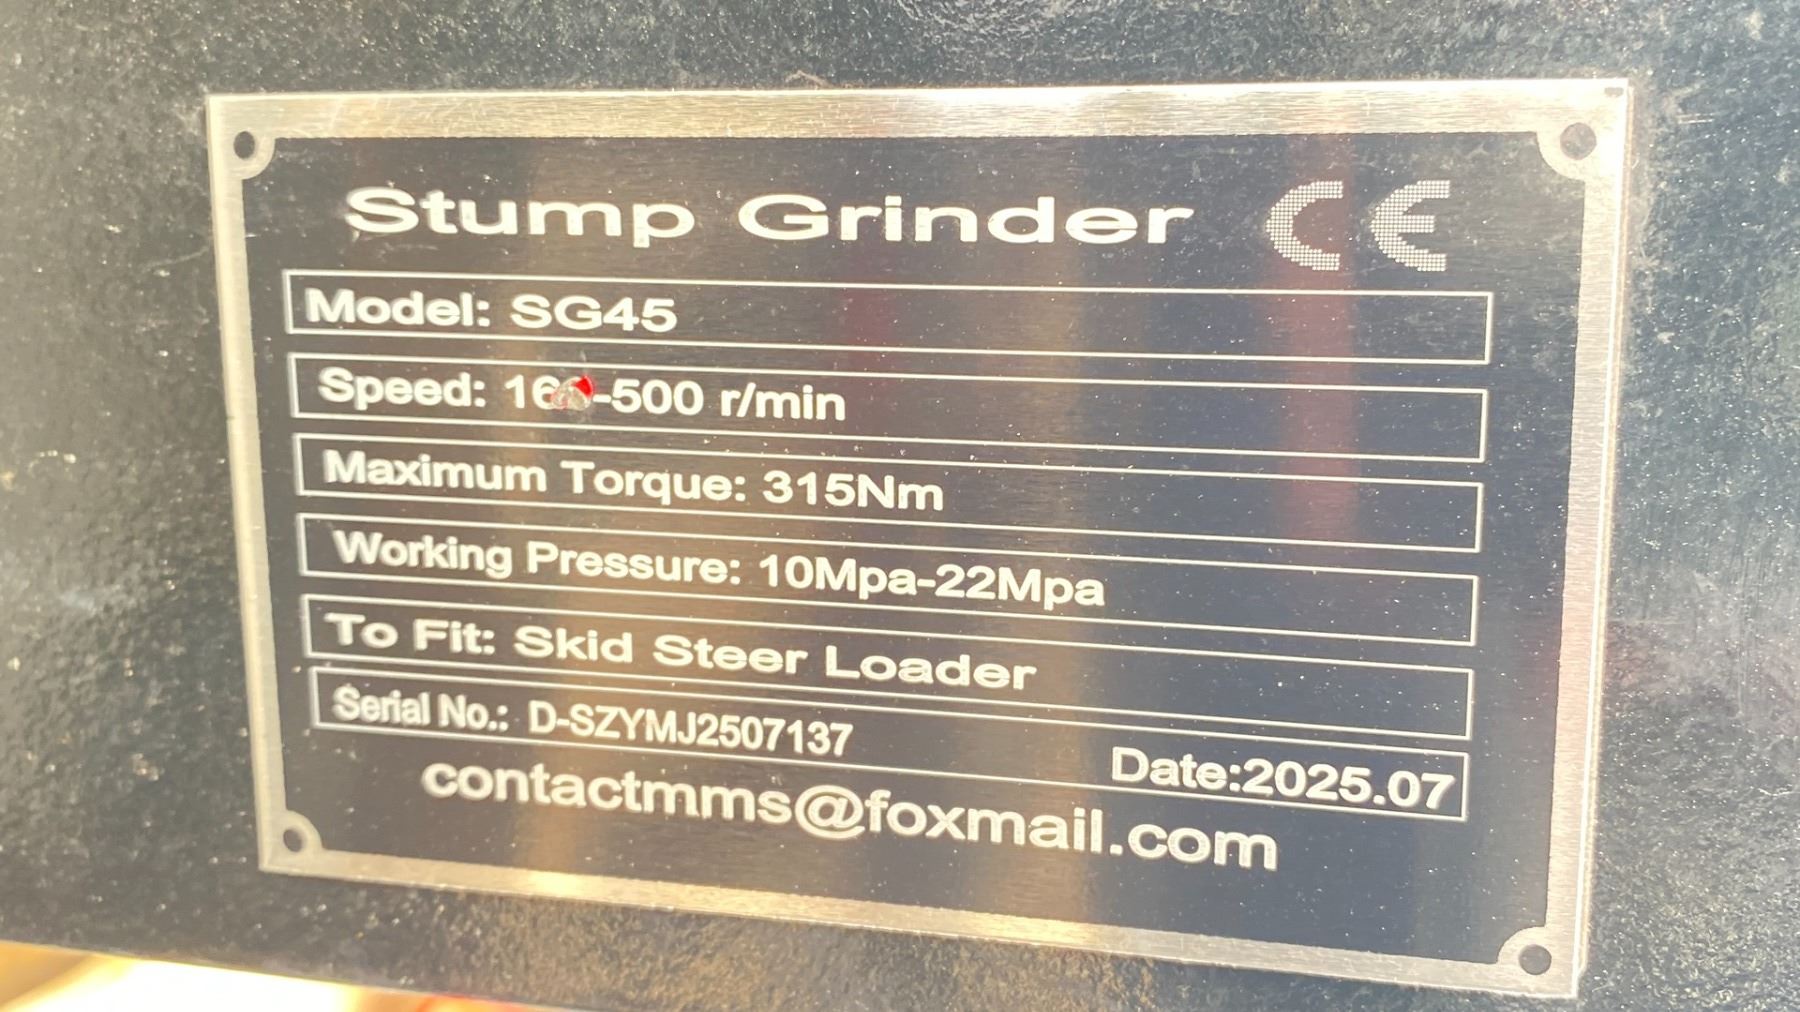 Stump Grinder CE
Model: SG45
Speed: -500 r/min
Maximum Torque: 315Nm
Working Pressure: 10Mpa-22Mpa
To Fit: Skid Steer Loader
Serial No.: D-SZYMJ2507137
Date:2025.07
contactmms@foxmail.com